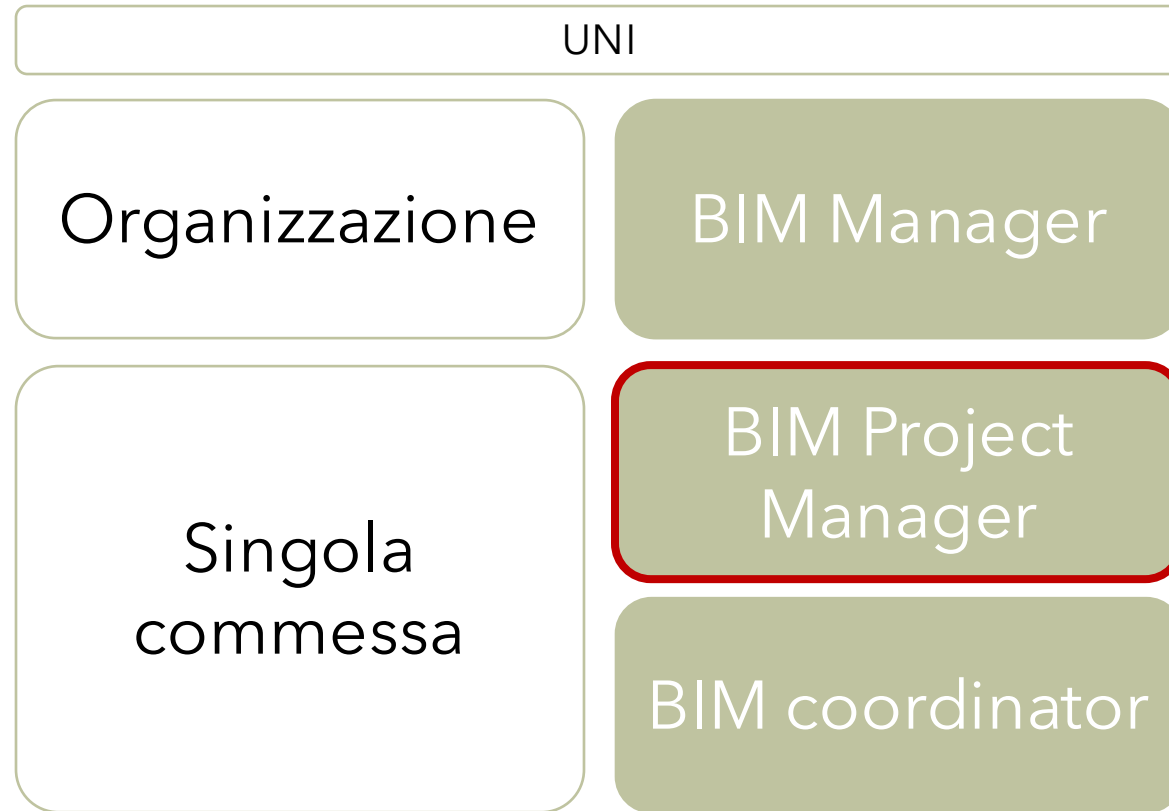 UNI
Organizzazione
BIM Manager
Singola
commessa
BIM Project
Manager
BIM coordinator